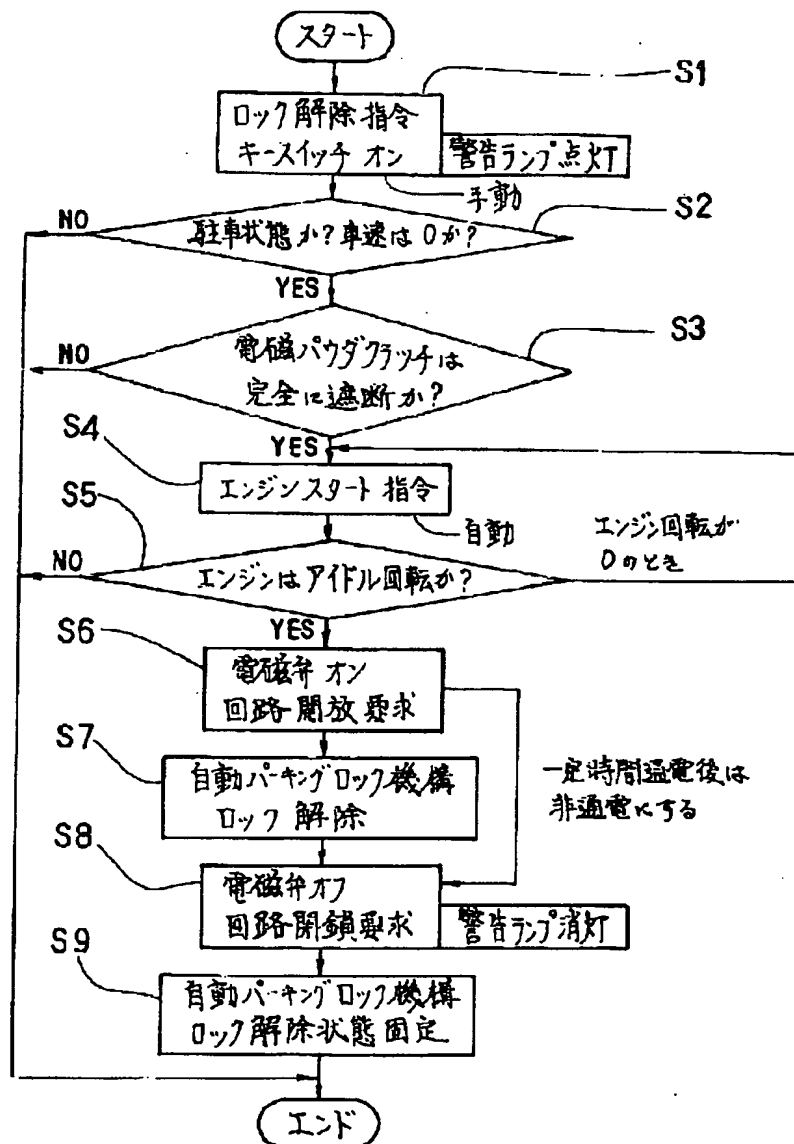 スタート
S1
ロック解除指令
キースイッチ オン
警告ランプ点灯
手動
S2
NO
駐車状態か?車速は0か?
YES
S3
NO
電磁パウダクラッチは
完全に遮断か?
YES
S4
エンジンスタート指令
自動
エンジン回転が
0のとき
S5
NO
エンジンはアイドル回転か?
YES
S6
電磁弁オン
回路開放要求
S7
自動パーキングロック機構
ロック解除
一定時間通電後は
非通電にする
S8
電磁弁オフ
回路閉鎖要求
警告ランプ消灯
S9
自動パーキングロック機構
ロック解除状態固定
エンド